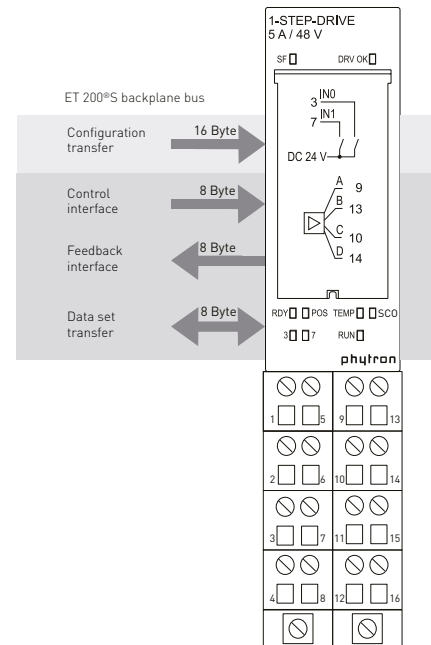 1-STEP-DRIVE
5 A / 48 V
SF DRV OK
ET 200®S backplane bus
IN0
3
IN1
7
Configuration
transfer
16 Byte
DC 24 V
Control
interface
8 Byte
A 9
B 13
C 10
D 14
Feedback
interface
8 Byte
Data set
transfer
8 Byte
RDY POS TEMP SCO
3 7 RUN
phytron
1 5 9 13
2 6 10 14
3 7 11 15
4 8 12 16